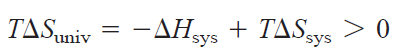 TΔS_univ = −ΔH_sys + TΔS_sys > 0